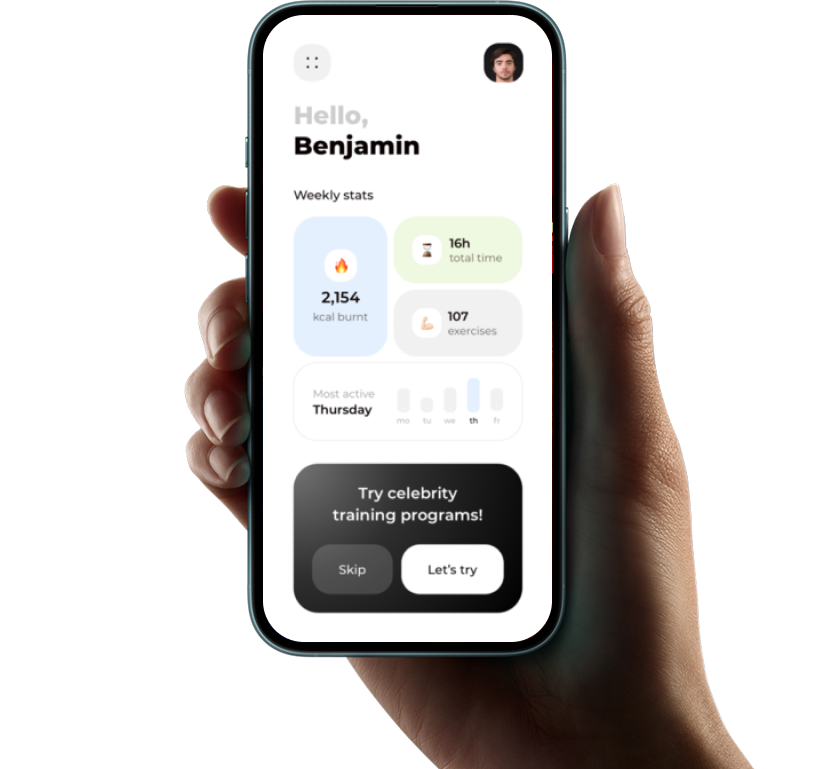 Hello,
Benjamin
Weekly stats
2,154
kcal burnt
16h
total time
107
exercises
Most active
Thursday
mo tu we th fr
Try celebrity
training programs!
Skip
Let's try